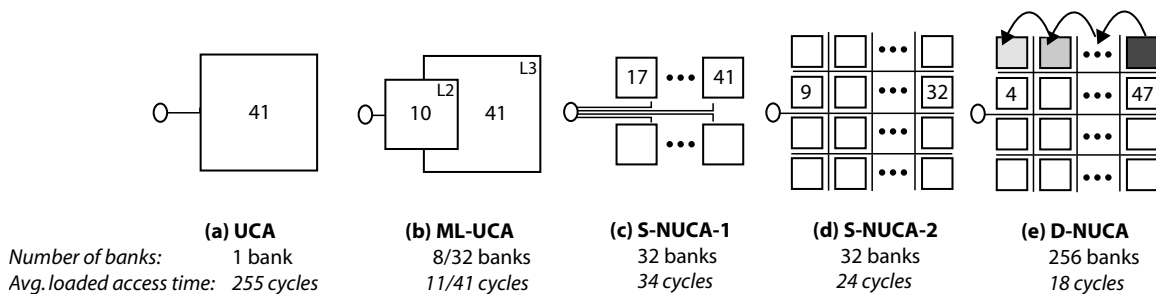 41
L2
10
L3
41
17 ••• 41
••• 
•••
9 ••• 32
•••
•••
•••
4 ••• 47
•••
•••
(a) UCA (b) ML-UCA (c) S-NUCA-1 (d) S-NUCA-2 (e) D-NUCA
Number of banks: 1 bank 8/32 banks 32 banks 32 banks 256 banks
Avg. loaded access time: 255 cycles 11/41 cycles 34 cycles 24 cycles 18 cycles